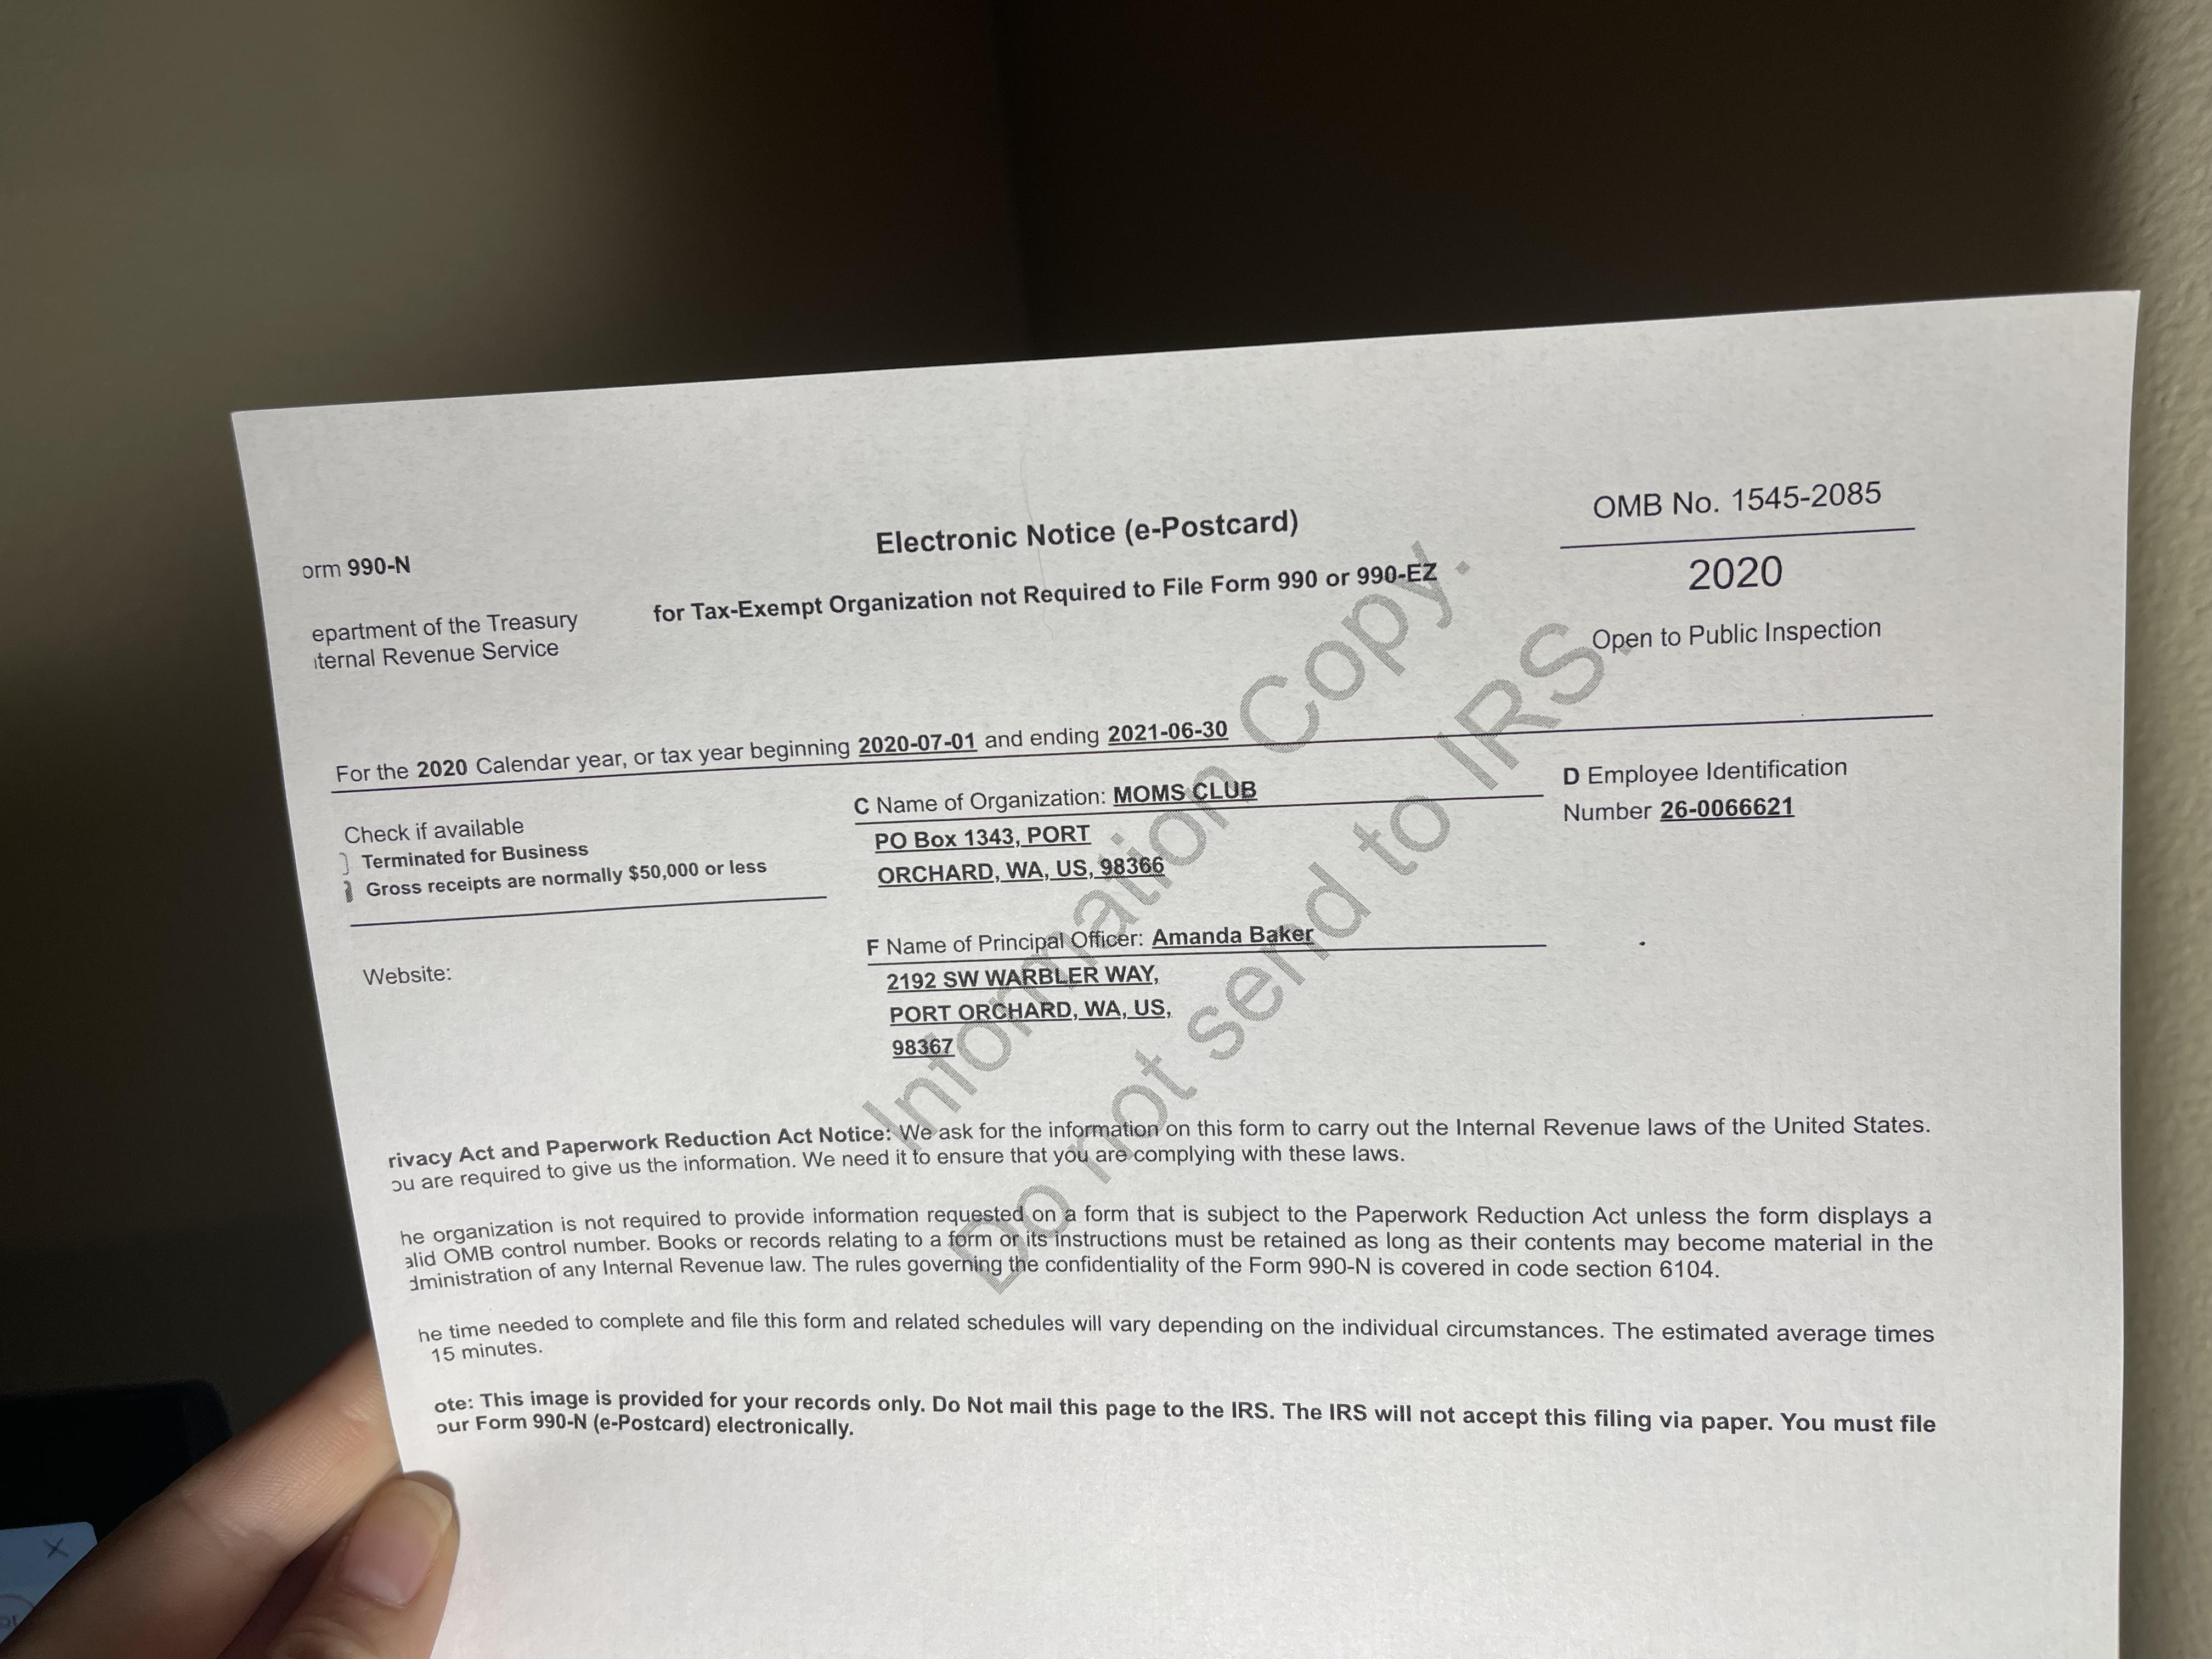 orm 990-N
epartment of the Treasury
ternal Revenue Service
Electronic Notice (e-Postcard)
for Tax-Exempt Organization not Required to File Form 990 or 990-EZ
OMB No. 1545-2085
2020
Open to Public Inspection
For the 2020 Calendar year, or tax year beginning 2020-07-01 and ending 2021-06-30
Check if available
Terminated for Business
Gross receipts are normally $50,000 or less
Website:
C Name of Organization: MOMS CLUB
PO Box 1343, PORT
ORCHARD, WA, US, 98366
F Name of Principal Officer: Amanda Baker
2192 SW WARBLER WAY,
PORT ORCHARD, WA, US,
98367
D Employee Identification
Number 26-0066621
Information Copy.
Do not send to IRS.
rivacy Act and Paperwork Reduction Act Notice: We ask for the information on this form to carry out the Internal Revenue laws of the United States.
ou are required to give us the information. We need it to ensure that you are complying with these laws.
he organization is not required to provide information requested on a form that is subject to the Paperwork Reduction Act unless the form displays a
alid OMB control number. Books or records relating to a form or its instructions must be retained as long as their contents may become material in the
dministration of any Internal Revenue law. The rules governing the confidentiality of the Form 990-N is covered in code section 6104.
he time needed to complete and file this form and related schedules will vary depending on the individual circumstances. The estimated average times
15 minutes.
ote: This image is provided for your records only. Do Not mail this page to the IRS. The IRS will not accept this filing via paper. You must file
our Form 990-N (e-Postcard) electronically.